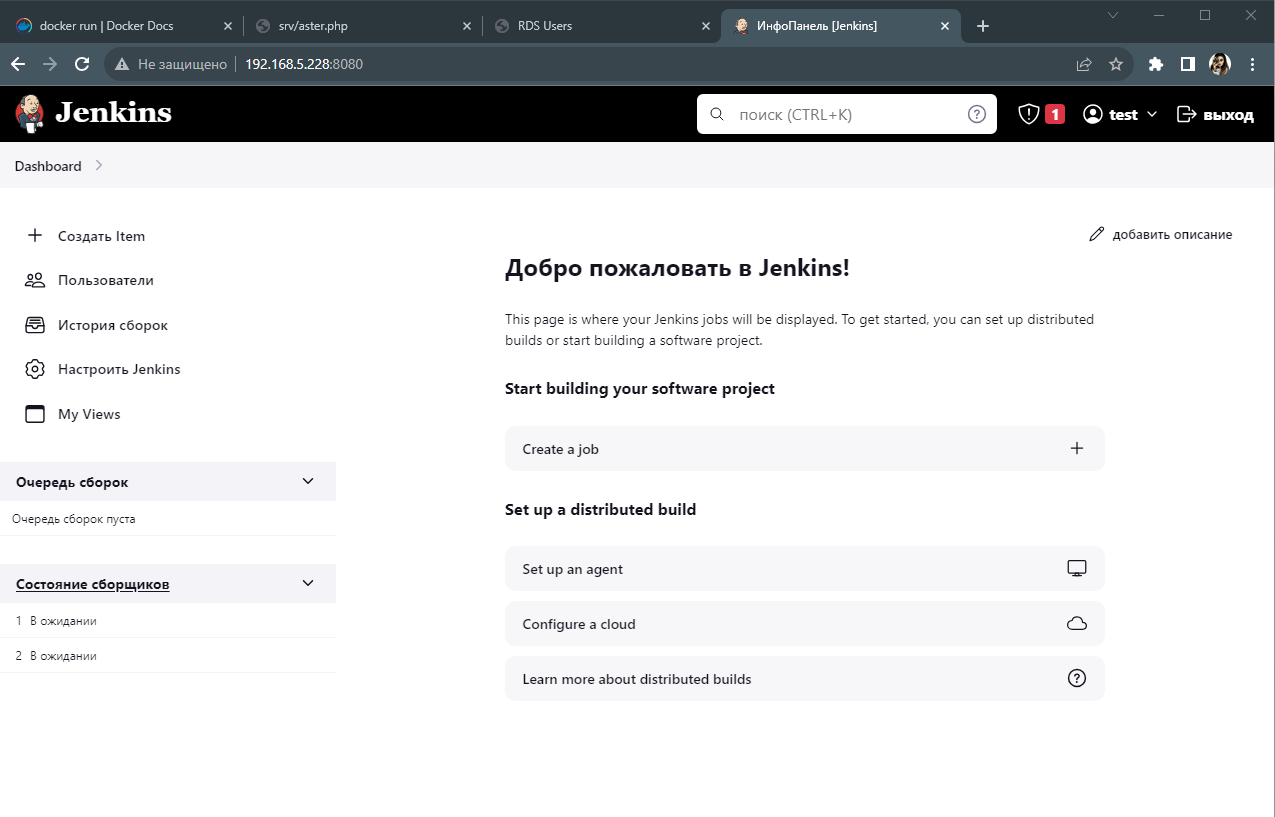 docker run | Docker Docs
srv/aster.php
RDS Users
ИнфоПанель [Jenkins]
Не защищено
192.168.5.228:8080
Jenkins
поиск (CTRL+K)
1
test
выход
Dashboard
Создать Item
Пользователи
История сборок
Настроить Jenkins
My Views
Очередь сборок
Очередь сборок пуста
Состояние сборщиков
1 В ожидании
2 В ожидании
добавить описание
Добро пожаловать в Jenkins!
This page is where your Jenkins jobs will be displayed. To get started, you can set up distributed
builds or start building a software project.
Start building your software project
Create a job
Set up a distributed build
Set up an agent
Configure a cloud
Learn more about distributed builds